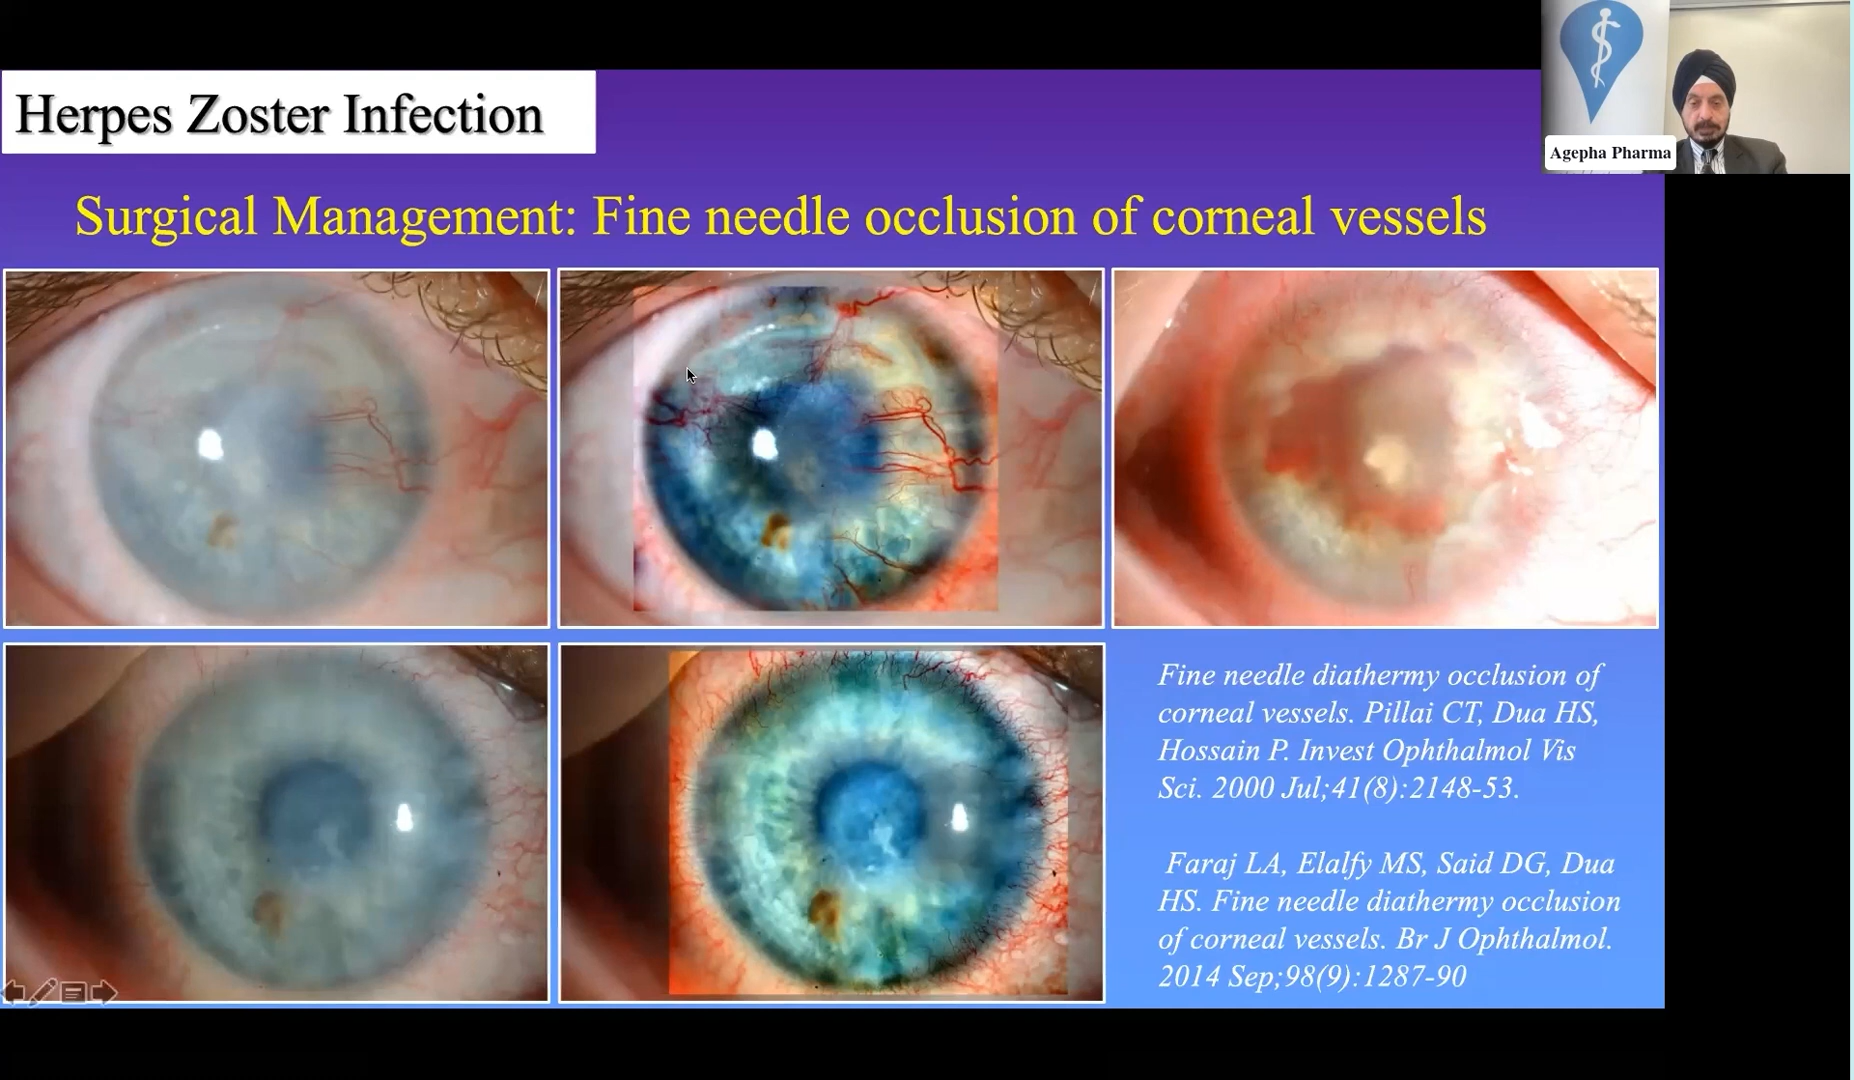 Herpes Zoster Infection
Agepha Pharma
Surgical Management: Fine needle occlusion of corneal vessels
Fine needle diathermy occlusion of
corneal vessels. Pillai CT, Dua HS,
Hossain P. Invest Ophthalmol Vis
Sci. 2000 Jul;41(8):2148-53.
Faraj LA, Elalfy MS, Said DG, Dua
HS. Fine needle diathermy occlusion
of corneal vessels. Br J Ophthalmol.
2014 Sep;98(9):1287-90